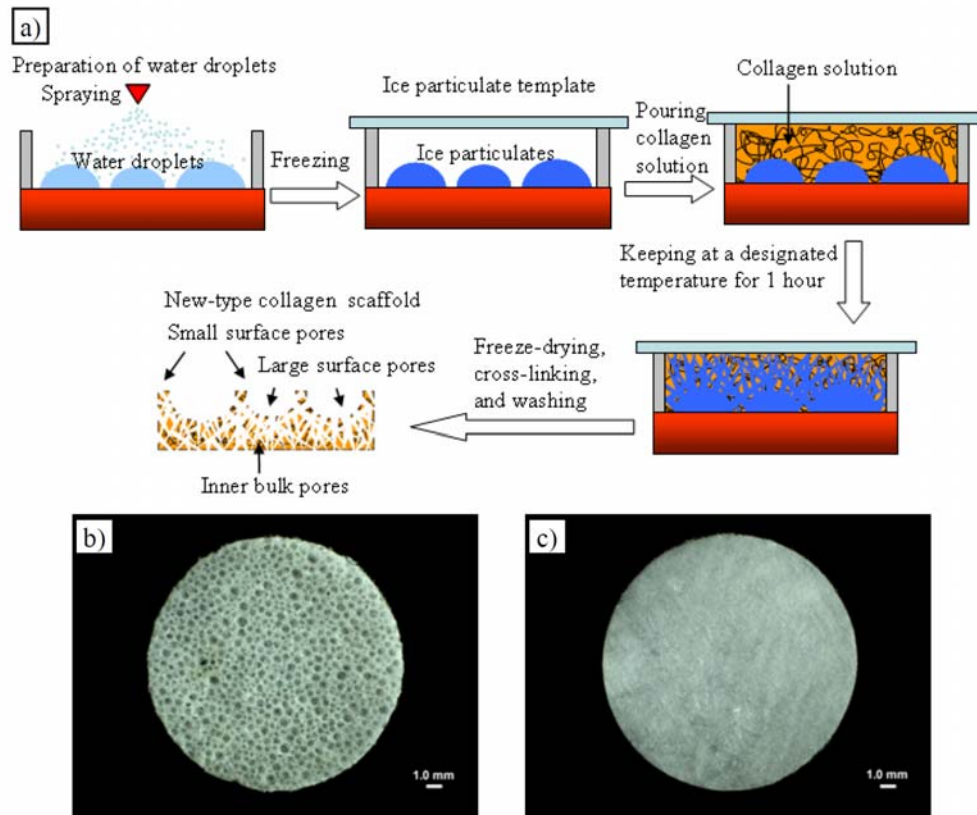 a)
Preparation of water droplets
Spraying
Water droplets
Freezing
Ice particulate template
Ice particulates
Pouring
collagen
solution
Collagen solution
Keeping at a designated
temperature for 1 hour
New-type collagen scaffold
Small surface pores
Large surface pores
Inner bulk pores
Freeze-drying,
cross-linking,
and washing
b)
1.0 mm
c)
1.0 mm